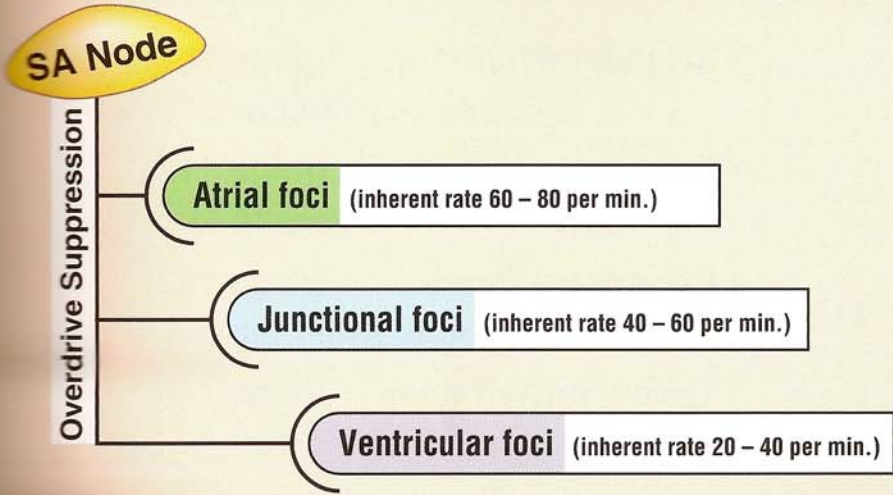 SA Node
Overdrive Suppression
Atrial foci (inherent rate 60 – 80 per min.)
Junctional foci (inherent rate 40 – 60 per min.)
Ventricular foci (inherent rate 20 – 40 per min.)